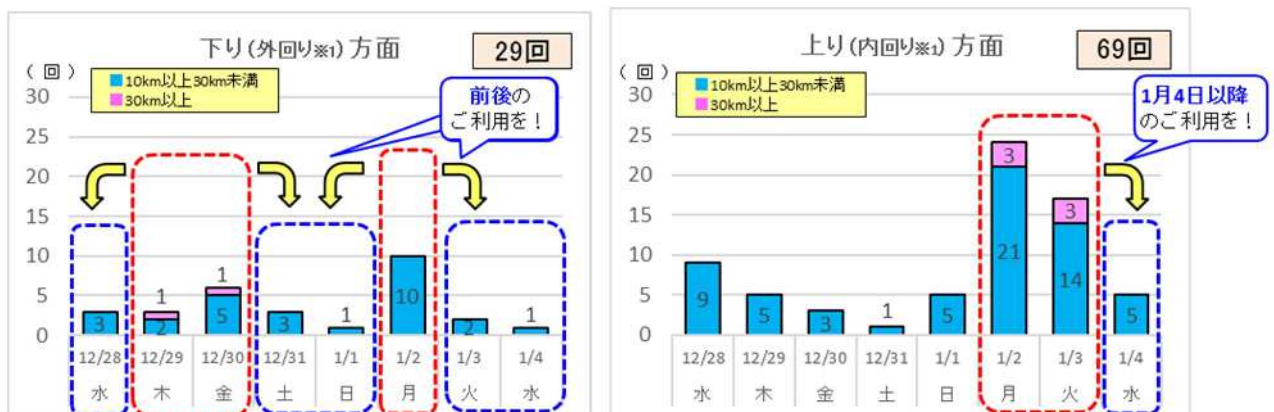 下り(外回り※1)方面
29回
(回)
10km以上30km未満
30km以上
前後の
ご利用を!
30
25
20
15
10
5
0
3
1
2
1
5
3
1
10
2
1
12/28 12/29 12/30 12/31 1/1 1/2 1/3 1/4
水 木 金 土 日 月 火 水
上り(内回り※1)方面
69回
(回)
10km以上30km未満
30km以上
1月4日以降
のご利用を!
30
25
20
15
10
5
0
9
5
3
1
5
3
21
3
14
5
12/28 12/29 12/30 12/31 1/1 1/2 1/3 1/4
水 木 金 土 日 月 火 水